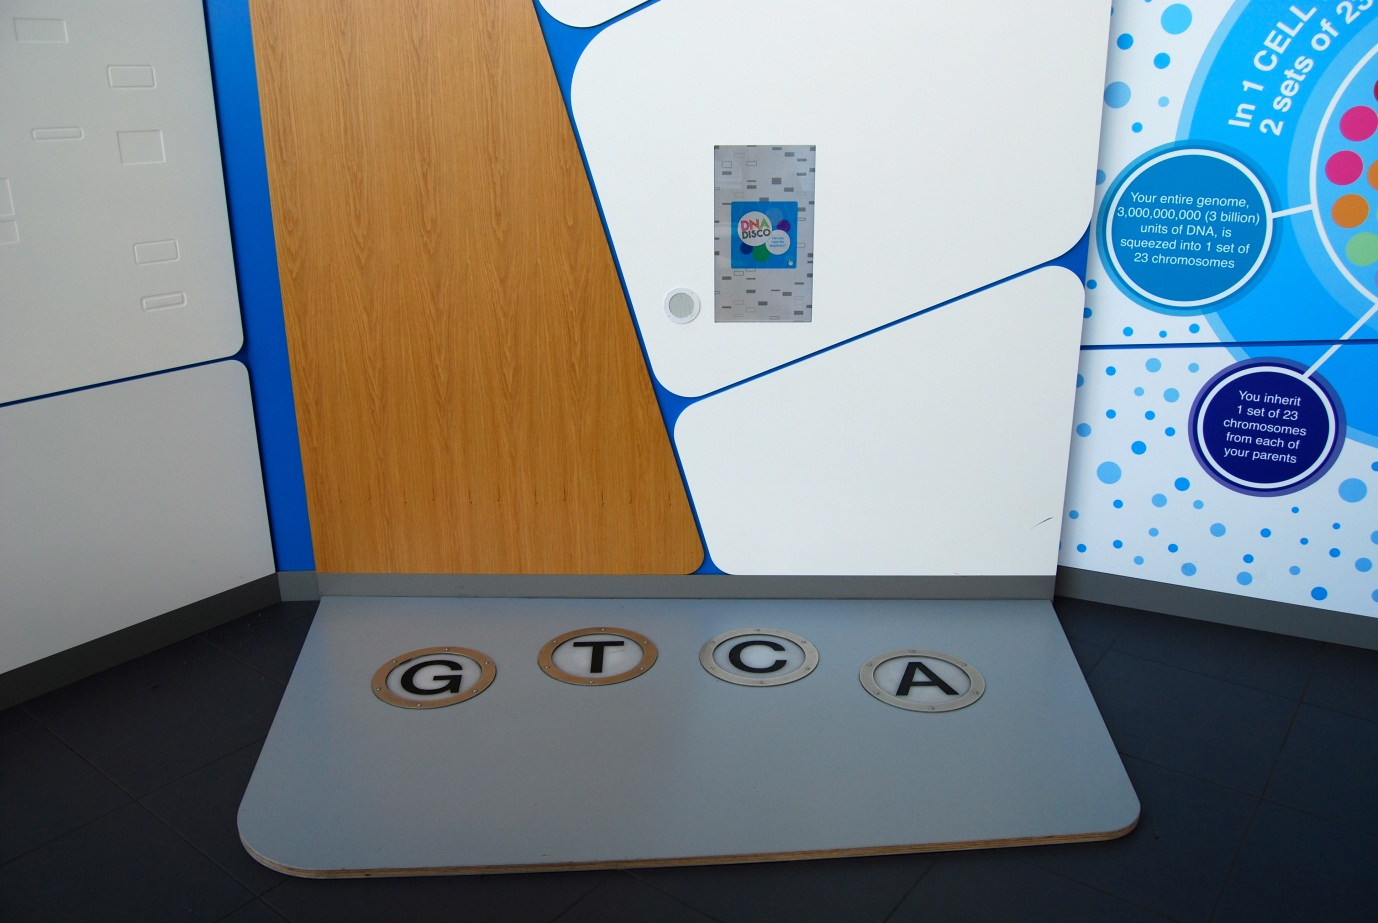 In 1 CELL
2 sets of 23
Your entire genome,
3,000,000,000 (3 billion)
units of DNA, is
squeezed into 1 set of
23 chromosomes
You inherit
1 set of 23
chromosomes
from each of
your parents
DNA
DISCO
G T C A